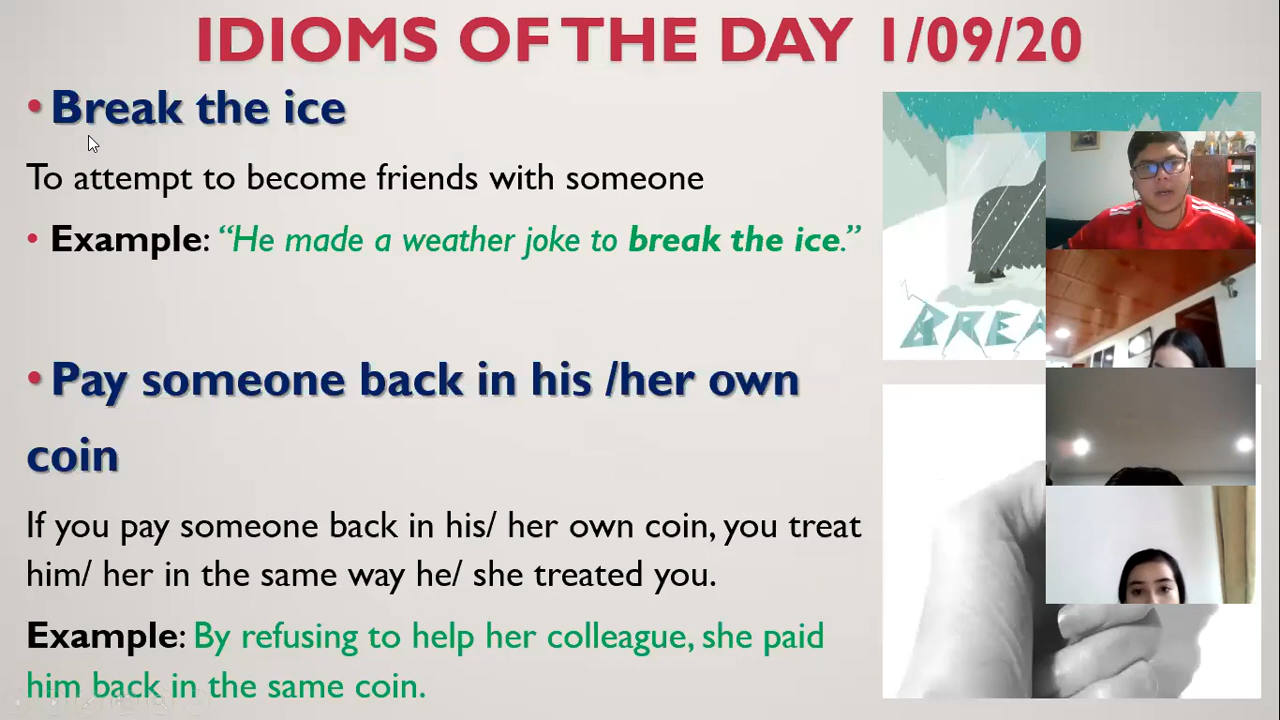 IDIOMS OF THE DAY 1/09/20
• Break the ice
To attempt to become friends with someone
• Example: “He made a weather joke to break the ice.”
• Pay someone back in his /her own
coin
If you pay someone back in his/ her own coin, you treat
him/ her in the same way he/ she treated you.
Example: By refusing to help her colleague, she paid
him back in the same coin.
BREA